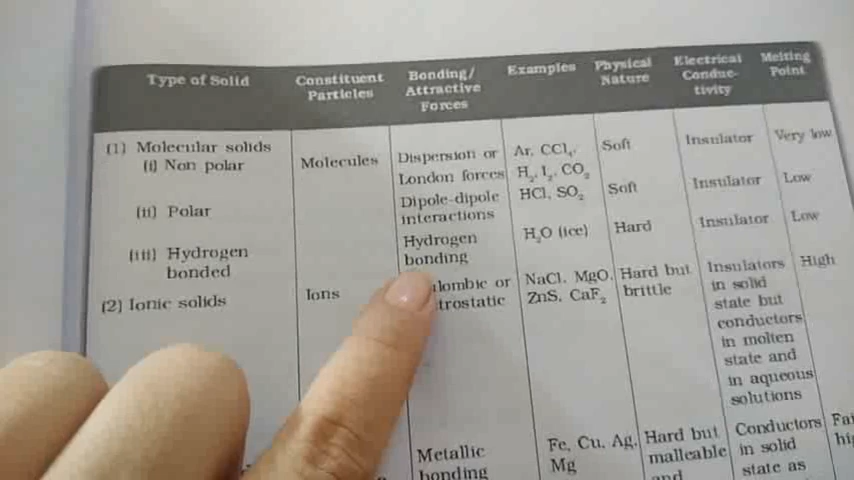 Type of Solid
Constituent
Particles
Bonding/
Attractive
Forces
Examples
Physical
Nature
Electrical
Conduc-
tivity
Melting
Point
(1) Molecular solids
(i) Non polar
Molecules
Dispersion or
London forces
Ar, CCl₄,
H₂, I₂, CO₂
Soft
Insulator
Very low
(ii) Polar
Dipole-dipole
interactions
HCl, SO₂
Soft
Insulator
Low
(iii) Hydrogen
bonded
Hydrogen
bonding
H₂O (ice)
Hard
Insulator
Low
(2) Ionic solids
Ions
or
NaCl, MgO,
ZnS, CaF₂
Hard but
brittle
Insulators
in solid
state but
conductors
in molten
state and
in aqueous
solutions
High
Metallic
bonding
Fe, Cu, Ag,
Mg
Hard but
malleable
and
Conductors
in solid
state as